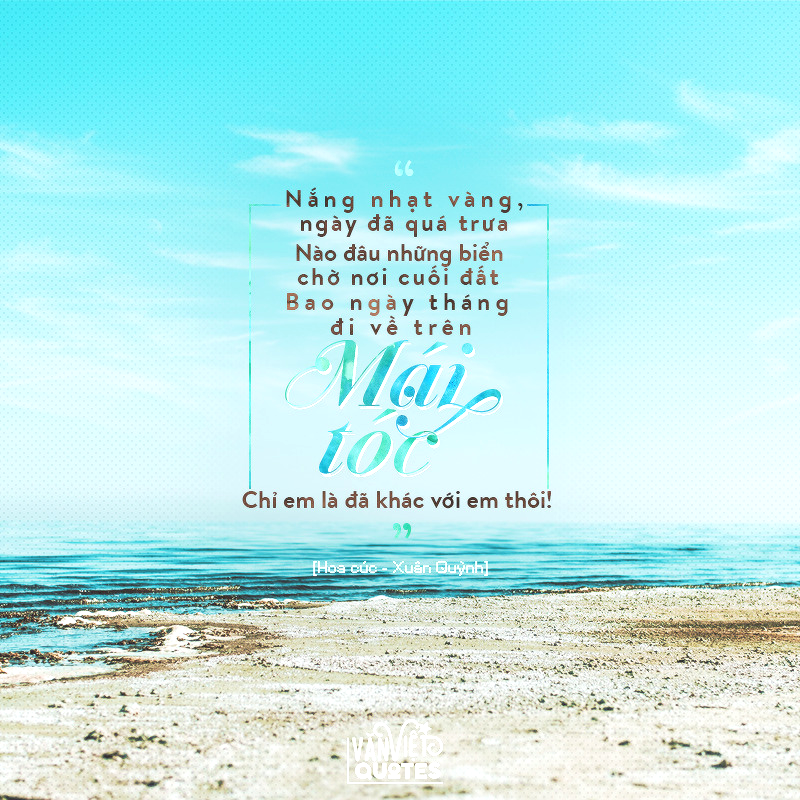 “
Nắng nhạt vàng,
ngày đã quá trưa
Nào đâu những biển
chờ nơi cuối đất
Bao ngày tháng
đi về trên
Mái
tóc
Chỉ em là đã khác với em thôi!
”
[Hoa cúc - Xuân Quỳnh]
QUOTES